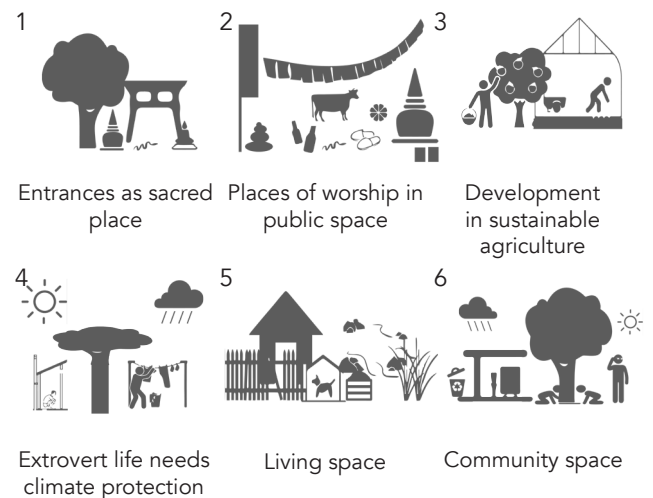 1
2
3
Entrances as sacred
place
Places of worship in
public space
Development
in sustainable
agriculture
4
5
6
Extrovert life needs
climate protection
Living space
Community space